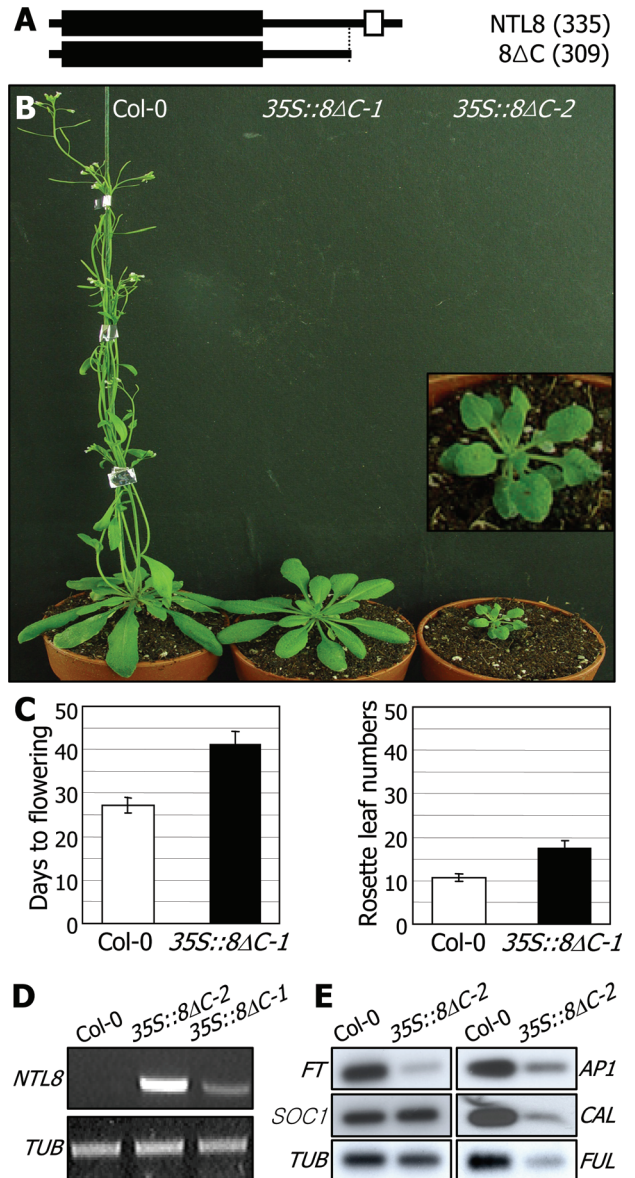 A
NTL8 (335)
8ΔC (309)
B Col-0 35S::8ΔC-1 35S::8ΔC-2
C
50
40
30
20
10
0
Days to flowering
Col-0 35S::8ΔC-1
50
40
30
20
10
0
Rosette leaf numbers
Col-0 35S::8ΔC-1
D
Col-0 35S::8ΔC-2 35S::8ΔC-1
NTL8
TUB
E
Col-0 35S::8ΔC-2 Col-0 35S::8ΔC-2
FT AP1
SOC1 CAL
TUB FUL